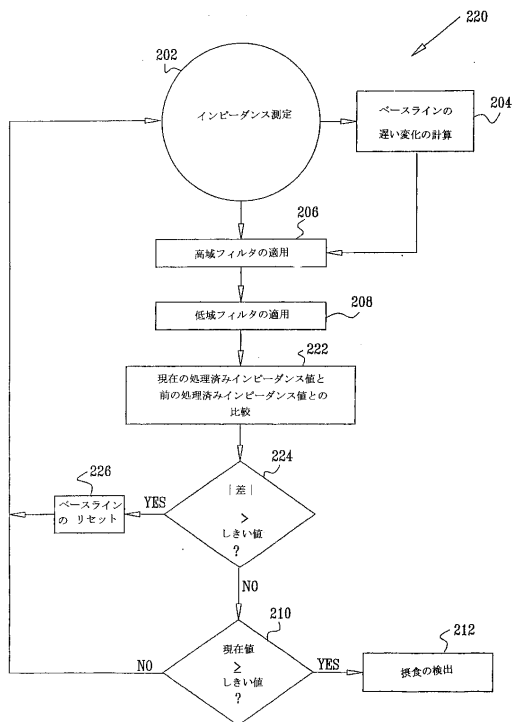 220
202
インピーダンス測定
204
ベースラインの
遅い変化の計算
206
高域フィルタの適用
208
低域フィルタの適用
222
現在の処理済みインピーダンス値と
前の処理済みインピーダンス値との
比較
224
|差|
>
しきい値
?
YES
226
ベースライン
の リセット
NO
210
現在値
≥
しきい値
?
NO
YES
212
摂食の検出